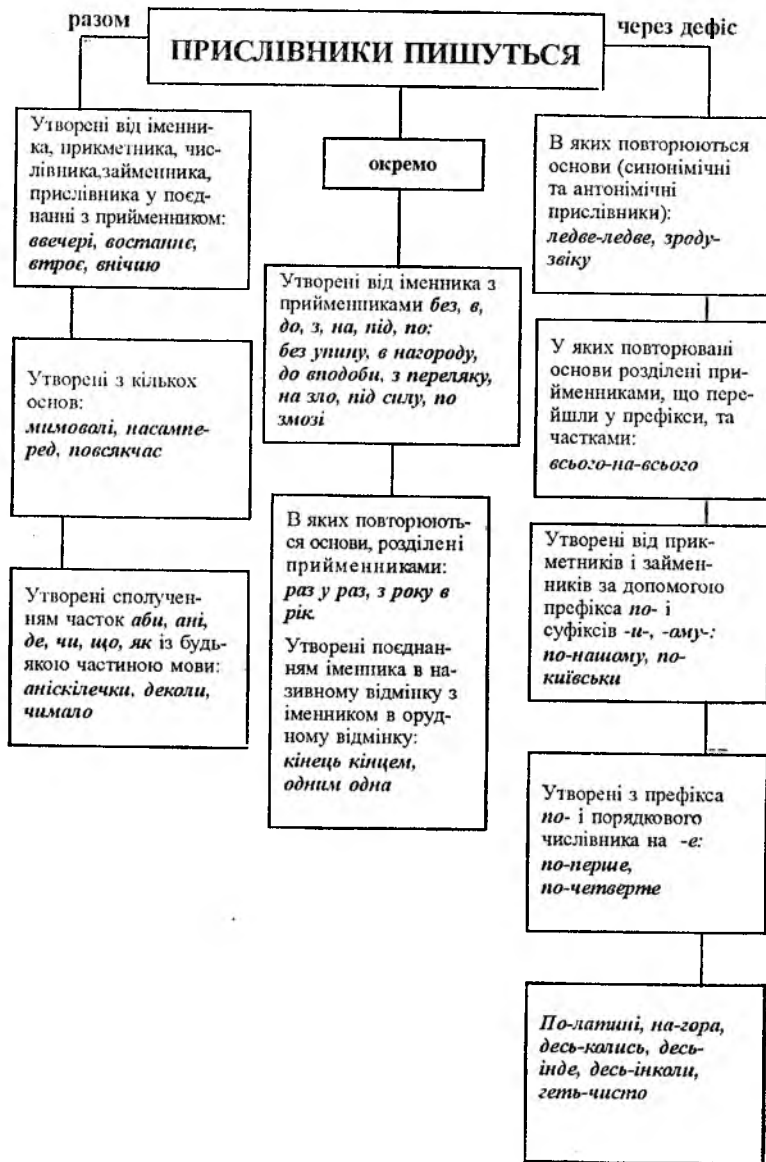 разом
через дефіс
ПРИСЛІВНИКИ ПИШУТЬСЯ
Утворені від іменни-
ка, прикметника, чис-
лівника,займенника,
прислівника у поєд-
нанні з прийменником:
ввечері, востаннє,
втроє, внічию
Утворені з кількох
основ:
мимоволі, насампе-
ред, повсякчас
Утворені сполучен-
ням часток аби, ані,
де, чи, що, як із будь-
якою частиною мови:
аніскілечки, деколи,
чимало
окремо
Утворені від іменника з
прийменниками без, в,
до, з, на, під, по:
без упину, в нагороду,
до вподоби, з переляку,
на зло, під силу, по
змозі
В яких повторюють-
ся основи, розділені
прийменниками:
раз у раз, з року в
рік.
Утворені поєднан-
ням іменника в на-
зивному відмінку з
іменником в оруд-
ному відмінку:
кінець кінцем,
одним одна
В яких повторюються
основи (синонімічні
та антонімічні
прислівники):
ледве-ледве, зроду-
звіку
У яких повторювані
основи розділені при-
йменниками, що пере-
йшли у префікси, та
частками:
всього-на-всього
Утворені від прик-
метників і займен-
ників за допомогою
префікса по- і
суфіксів -и-, -ому-:
по-нашому, по-
київськи
Утворені з префікса
по- і порядкового
числівника на -е:
по-перше,
по-четверте
По-латині, на-гора,
десь-колись, десь-
інде, десь-інколи,
геть-чисто